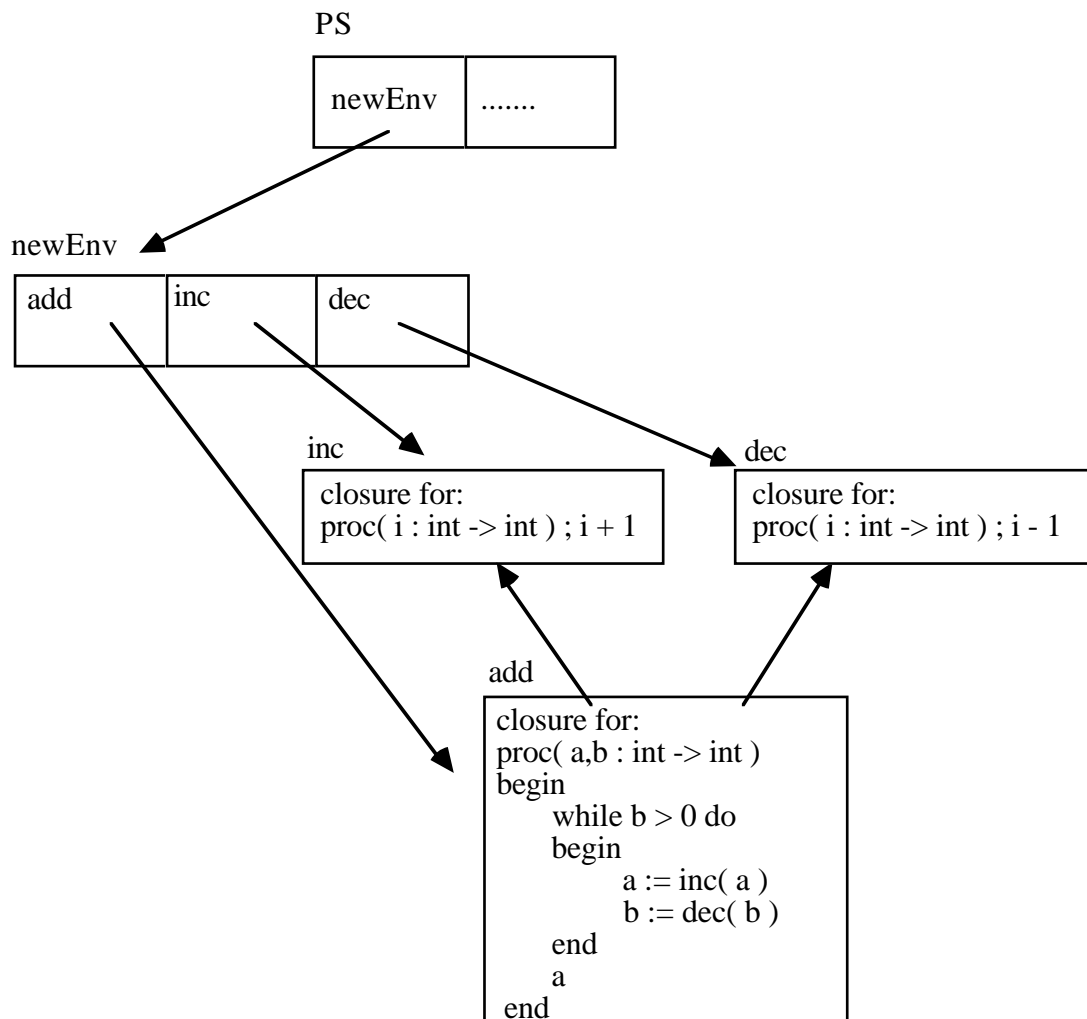 PS
newEnv .......
newEnv
add inc dec
inc
closure for:
proc( i : int -> int ) ; i + 1
dec
closure for:
proc( i : int -> int ) ; i - 1
add
closure for:
proc( a,b : int -> int )
begin
while b > 0 do
begin
a := inc( a )
b := dec( b )
end
a
end